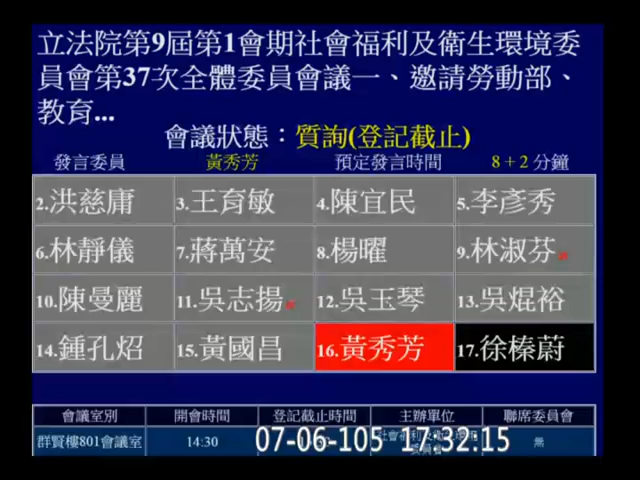 立法院第9屆第1會期社會福利及衛生環境委
員會第37次全體委員會議一、邀請勞動部、
教育...
會議狀態：質詢(登記截止)
發言委員 黃秀芳 預定發言時間 8+2 分鐘
2.洪慈庸 3.王育敏 4.陳宜民 5.李彥秀
6.林靜儀 7.蔣萬安 8.楊曜 9.林淑芬
10.陳曼麗 11.吳志揚 12.吳玉琴 13.吳焜裕
14.鍾孔炤 15.黃國昌 16.黃秀芳 17.徐榛蔚
會議室別 開會時間 登記截止時間 主辦單位 聯席委員會
群賢樓801會議室 14:30 無
07-06-105 17:32:15